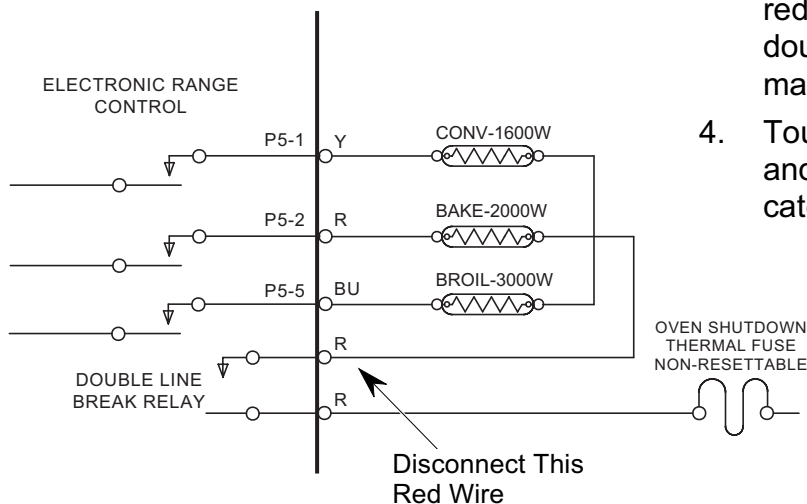 red
dou
ma
4. Tou
and
cat
ELECTRONIC RANGE
CONTROL
P5-1 Y CONV-1600W
P5-2 R BAKE-2000W
P5-5 BU BROIL-3000W
R
DOUBLE LINE
BREAK RELAY
R
OVEN SHUTDOWN
THERMAL FUSE
NON-RESETTABLE
Disconnect This
Red Wire